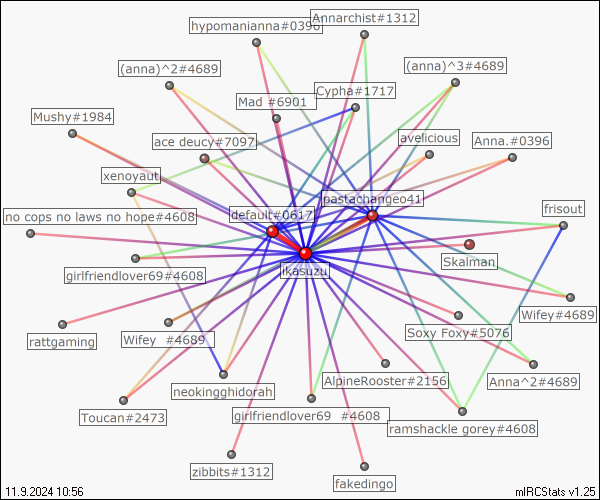 hypomanianna#0396
Annarchist#1312
(anna)^2#4689
(anna)^3#4689
Mad #6901
Cypha#1717
Mushy#1984
ace deucy#7097
avelicious
Anna.#0396
xenoyaut
pastachangeo41
no cops no laws no hope#4608
default#0617
frisout
girlfriendlover69#4608
jkasuzu
Skalman
Wifey#4689
rattgaming
Wifey #4689
Soxy Foxy#5076
neokingghidorah
AlpineRooster#2156
Anna^2#4689
Toucan#2473
girlfriendlover69 #4608
ramshackle gorey#4608
zibbits#1312
fakedingo
11.9.2024 10:56
mIRCStats v1.25